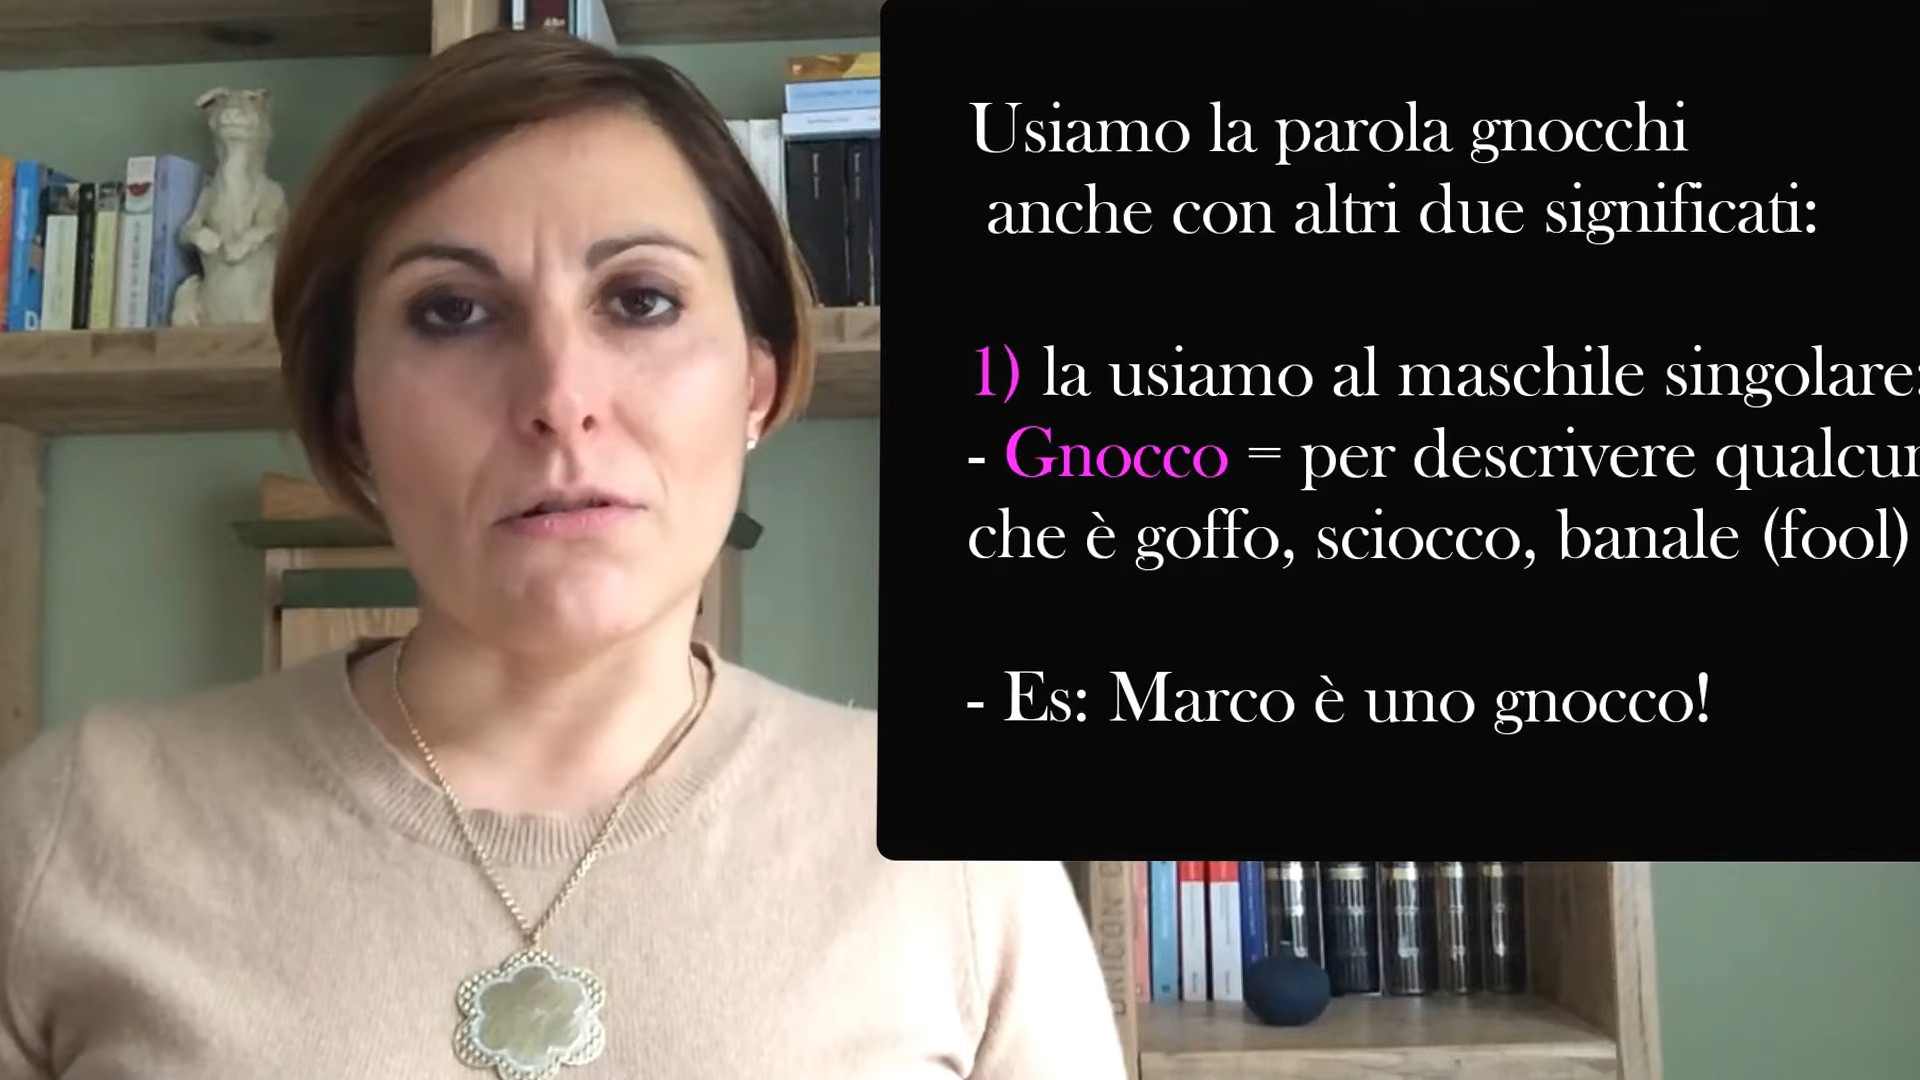 Usiamo la parola gnocchi
anche con altri due significati:
1) la usiamo al maschile singolare:
- Gnocco = per descrivere
che è goffo, sciocco, banale (fool)
- Es: Marco è uno gnocco!